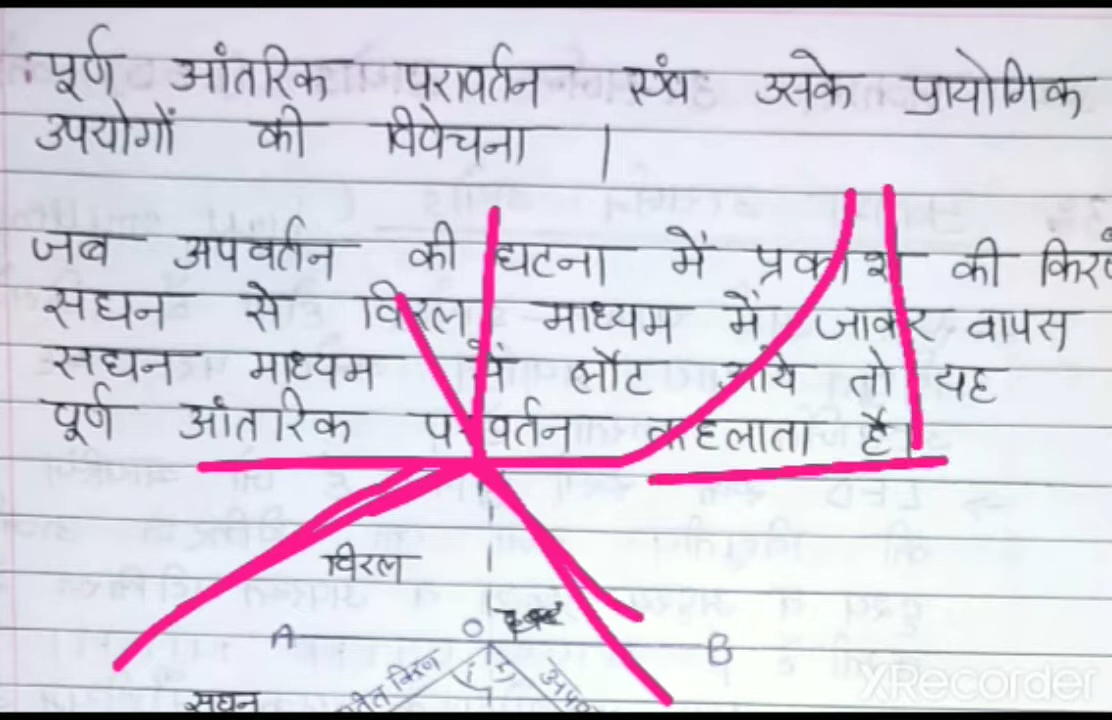 पूर्ण आंतरिक परावर्तन एवं उसके प्रायोगिक
उपयोगों की विवेचना |
जब अपवर्तन की घटना में प्रकाश की किरण
सघन से विरल माध्यम में जाकर वापस
सघन माध्यम में लौट आये तो यह
पूर्ण आंतरिक परावर्तन कहलाता है।
विरल
A O B
सघन किरण i r
XRecorder